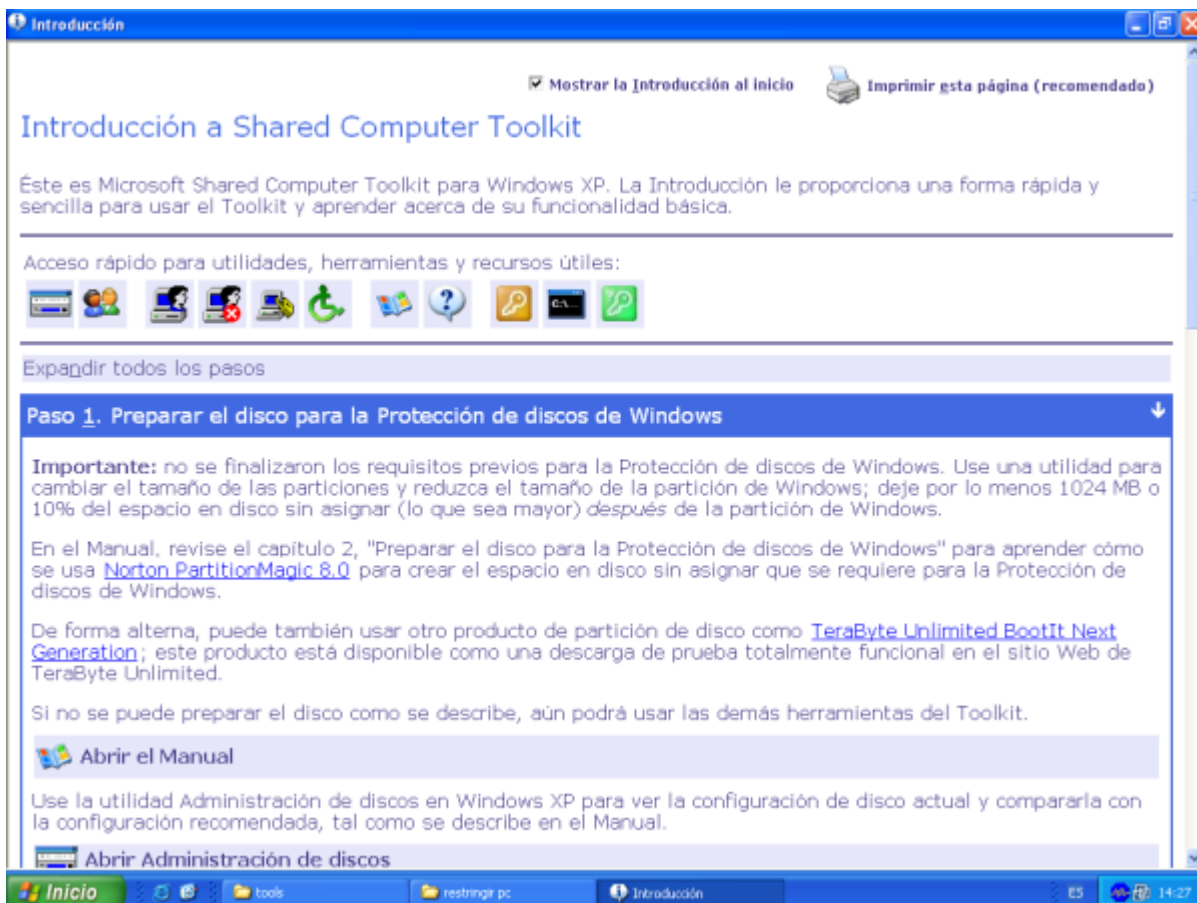 Introducción
Mostrar la Introducción al inicio
Imprimir esta página (recomendado)
Introducción a Shared Computer Toolkit
Éste es Microsoft Shared Computer Toolkit para Windows XP. La Introducción le proporciona una forma rápida y
sencilla para usar el Toolkit y aprender acerca de su funcionalidad básica.
Acceso rápido para utilidades, herramientas y recursos útiles:
C:\...
Expandir todos los pasos
Paso 1. Preparar el disco para la Protección de discos de Windows
Importante: no se finalizaron los requisitos previos para la Protección de discos de Windows. Use una utilidad para
cambiar el tamaño de las particiones y reduzca el tamaño de la partición de Windows; deje por lo menos 1024 MB o
10% del espacio en disco sin asignar (lo que sea mayor) después de la partición de Windows.
En el Manual, revise el capítulo 2, "Preparar el disco para la Protección de discos de Windows" para aprender cómo
se usa Norton PartitionMagic 8.0 para crear el espacio en disco sin asignar que se requiere para la Protección de
discos de Windows.
De forma alterna, puede también usar otro producto de partición de disco como TeraByte Unlimited BootIt Next
Generation; este producto está disponible como una descarga de prueba totalmente funcional en el sitio Web de
TeraByte Unlimited.
Si no se puede preparar el disco como se describe, aún podrá usar las demás herramientas del Toolkit.
Abrir el Manual
Use la utilidad Administración de discos en Windows XP para ver la configuración de disco actual y compararla con
la configuración recomendada, tal como se describe en el Manual.
Abrir Administración de discos
Inicio
tools
restringir pc
Introducción
ES
14:27